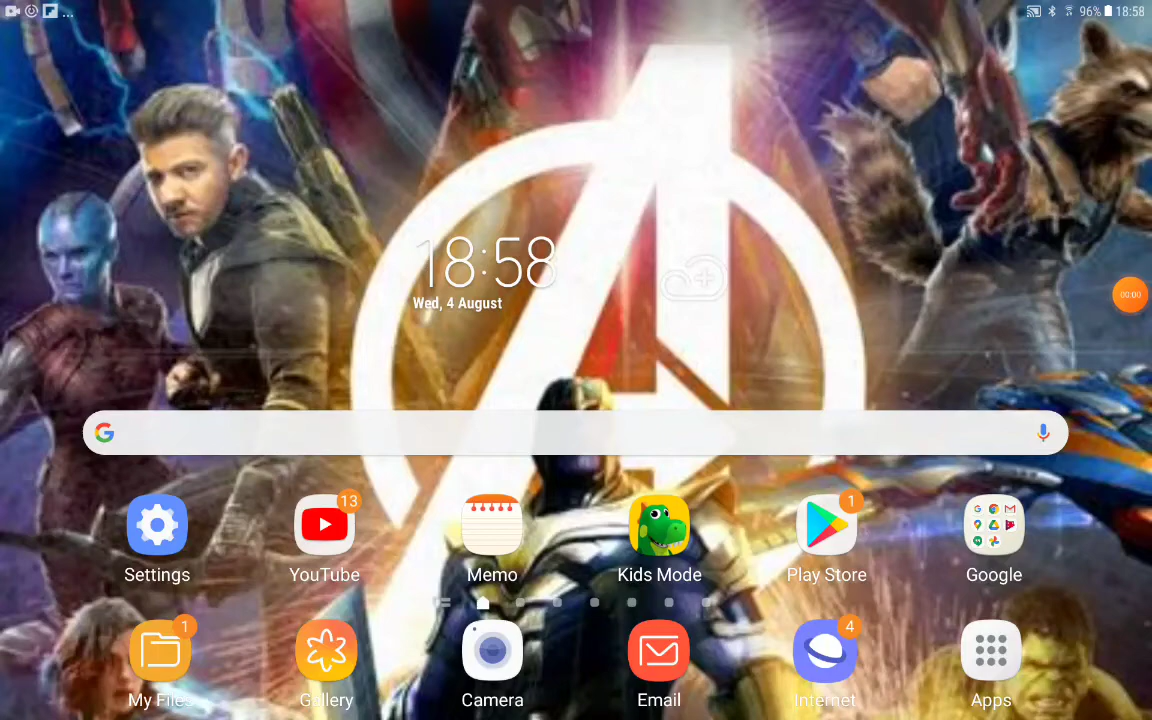 ... 96% 18:58
18:58
Wed, 4 August
00:00
13
1
Settings YouTube Memo Kids Mode Play Store Google
1
4
My Files Gallery Camera Email Internet Apps